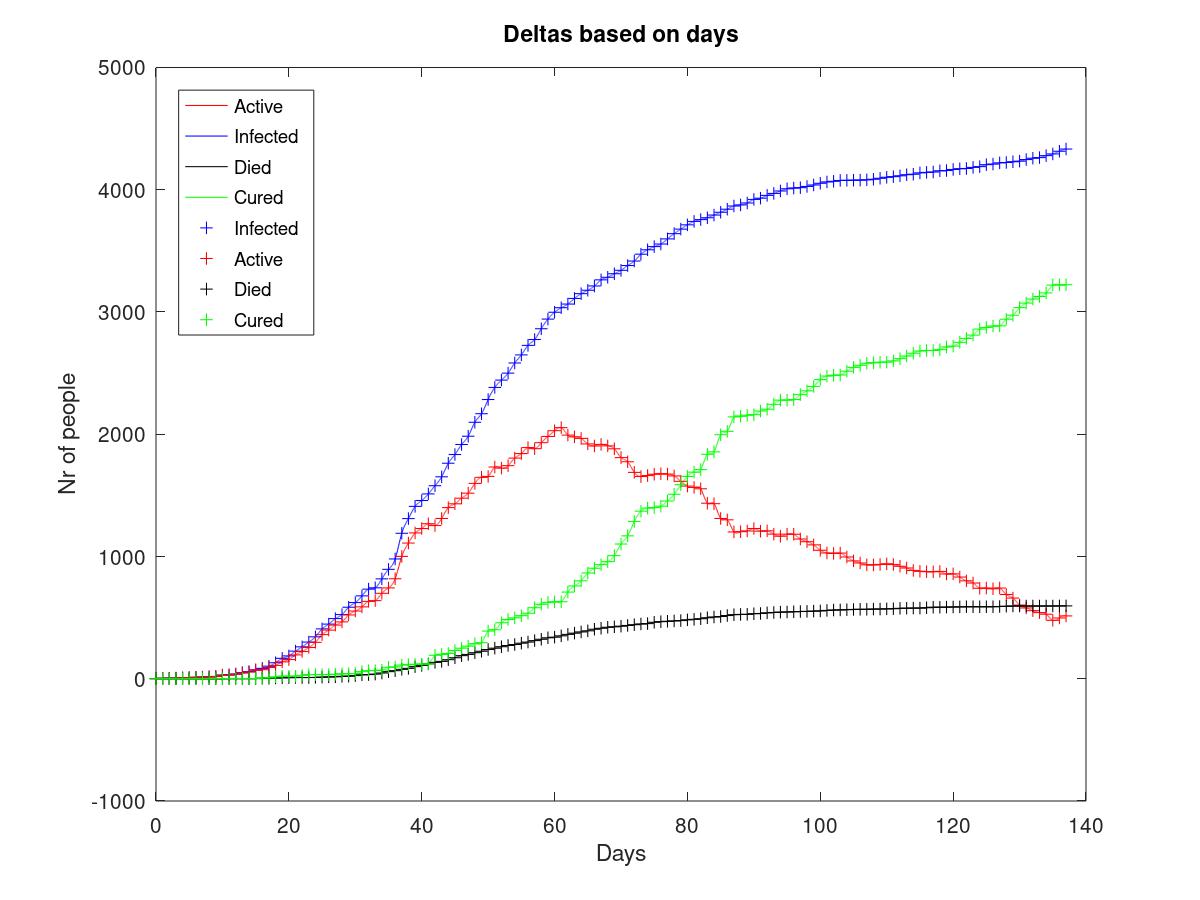 Deltas based on days
5000
4000
3000
2000
1000
0
-1000
Nr of people
Active
Infected
Died
Cured
Infected
Active
Died
Cured
0 20 40 60 80 100 120 140
Days